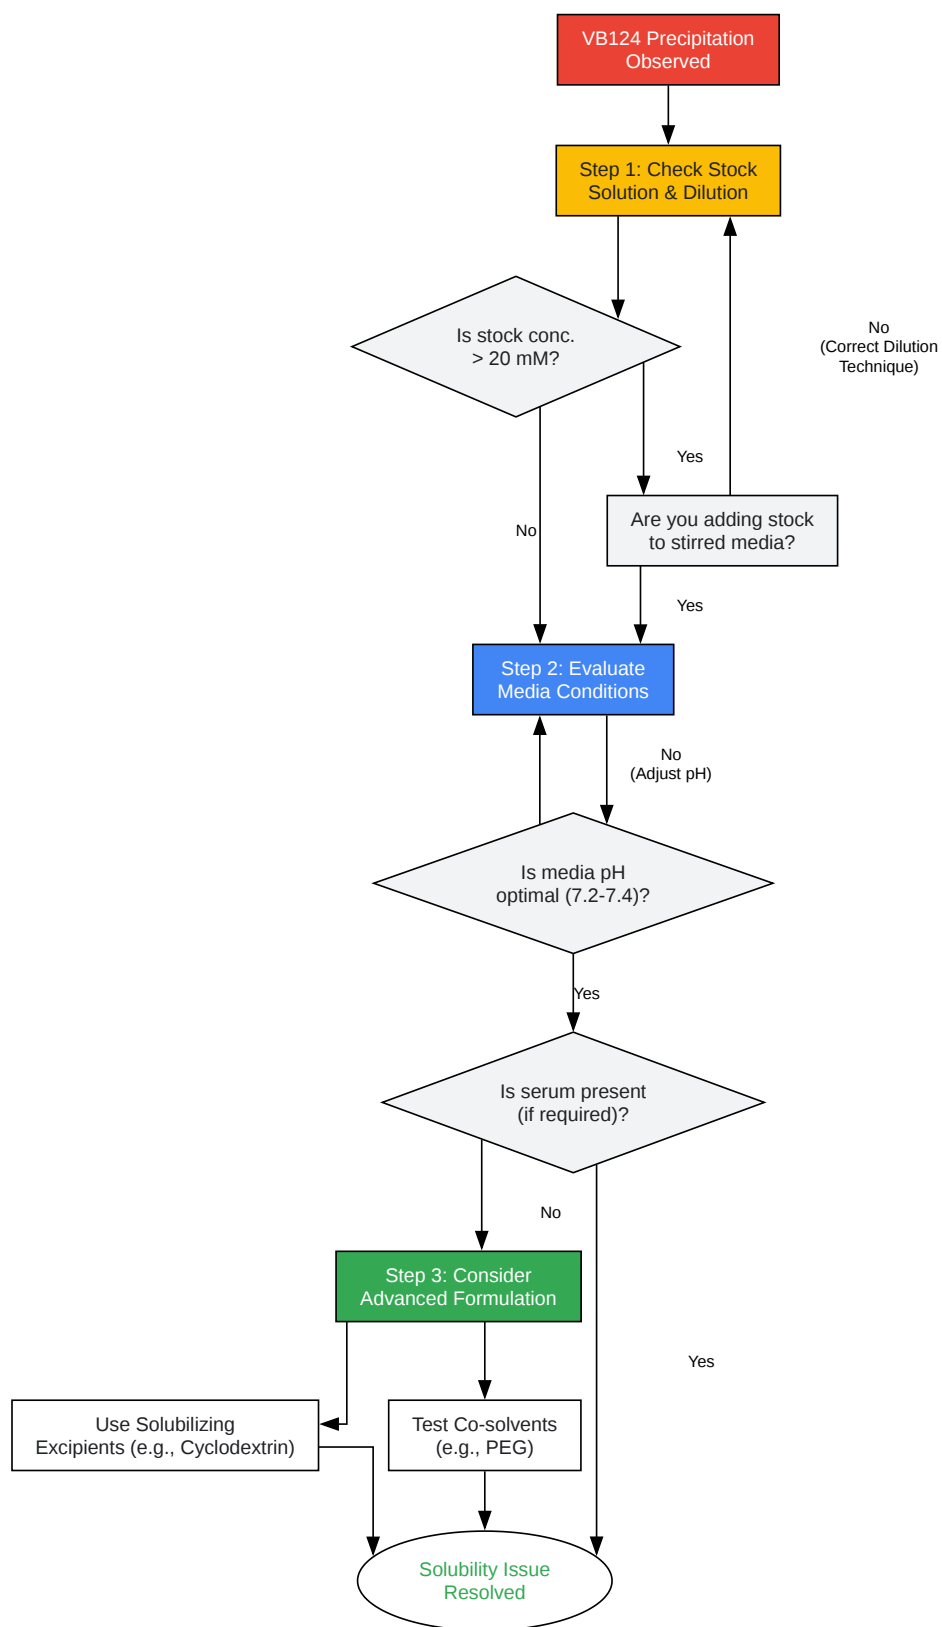 VB124 Precipitation
Observed
Step 1: Check Stock
Solution & Dilution
Is stock conc.
> 20 mM?
No
(Correct Dilution
Technique)
Yes
Are you adding stock
to stirred media?
No
Yes
Step 2: Evaluate
Media Conditions
No
(Adjust pH)
Is media pH
optimal (7.2-7.4)?
Yes
Is serum present
(if required)?
No
Step 3: Consider
Advanced Formulation
Yes
Use Solubilizing
Excipients (e.g., Cyclodextrin)
Test Co-solvents
(e.g., PEG)
Solubility Issue
Resolved